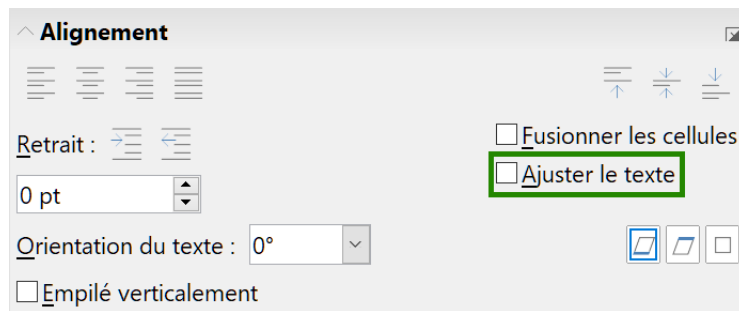 Alignement
Retrait :
Fusionner les cellules
Ajuster le texte
0 pt
Orientation du texte : 0°
Empilé verticalement